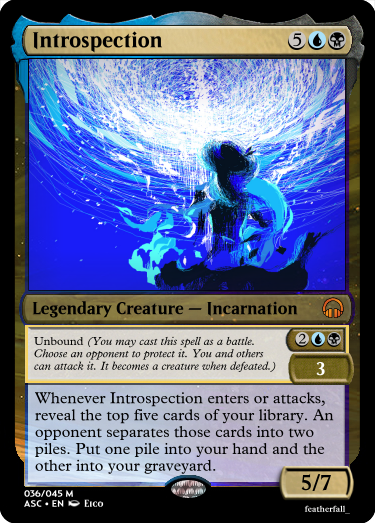 Introspection 5
Legendary Creature — Incarnation
Unbound (You may cast this spell as a battle.
Choose an opponent to protect it. You and others
can attack it. It becomes a creature when defeated.)
2
3
Whenever Introspection enters or attacks,
reveal the top five cards of your library. An
opponent separates those cards into two
piles. Put one pile into your hand and the
other into your graveyard.
5/7
036/045 M
ASC • EN Eico
featherfall_